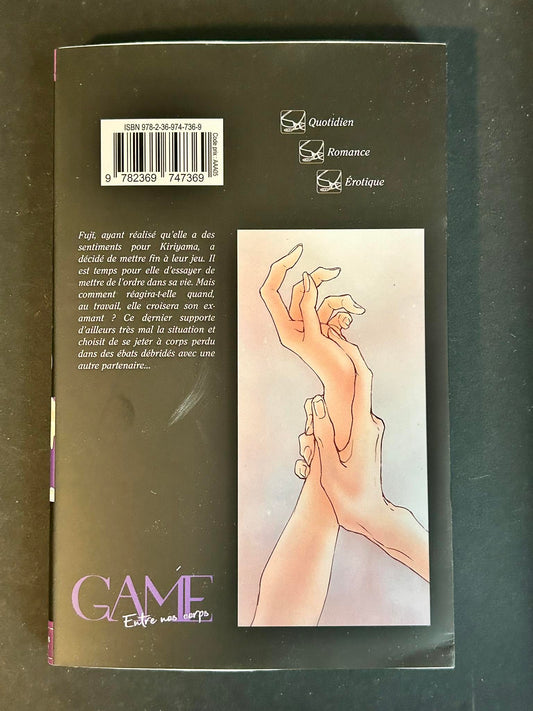 ISBN 978-2-36-974-736-9
Code prix : AAA05
9 782369 747369
Quotidien
Romance
Érotique
Fuji, ayant réalisé qu'elle a des
sentiments pour Kiriyama, a
décidé de mettre fin à leur jeu. Il
est temps pour elle d'essayer de
mettre de l'ordre dans sa vie. Mais
comment réagira-t-elle quand,
au travail, elle croisera son ex-
amant ? Ce dernier supporte
d'ailleurs très mal la situation et
choisit de se jeter à corps perdu
dans des ébats débridés avec une
autre partenaire...
GAME
Entre nos corps